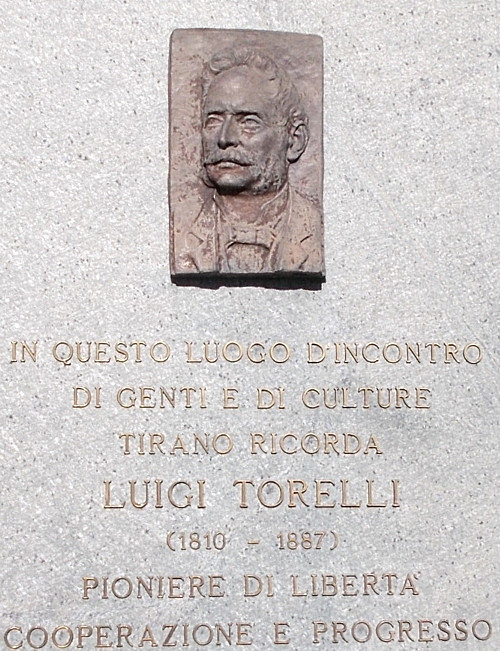 IN QUESTO LUOGO D'INCONTRO
DI GENTI E DI CULTURE
TIRANO RICORDA
LUIGI TORELLI
(1810 - 1887)
PIONIERE DI LIBERTA'
COOPERAZIONE E PROGRESSO